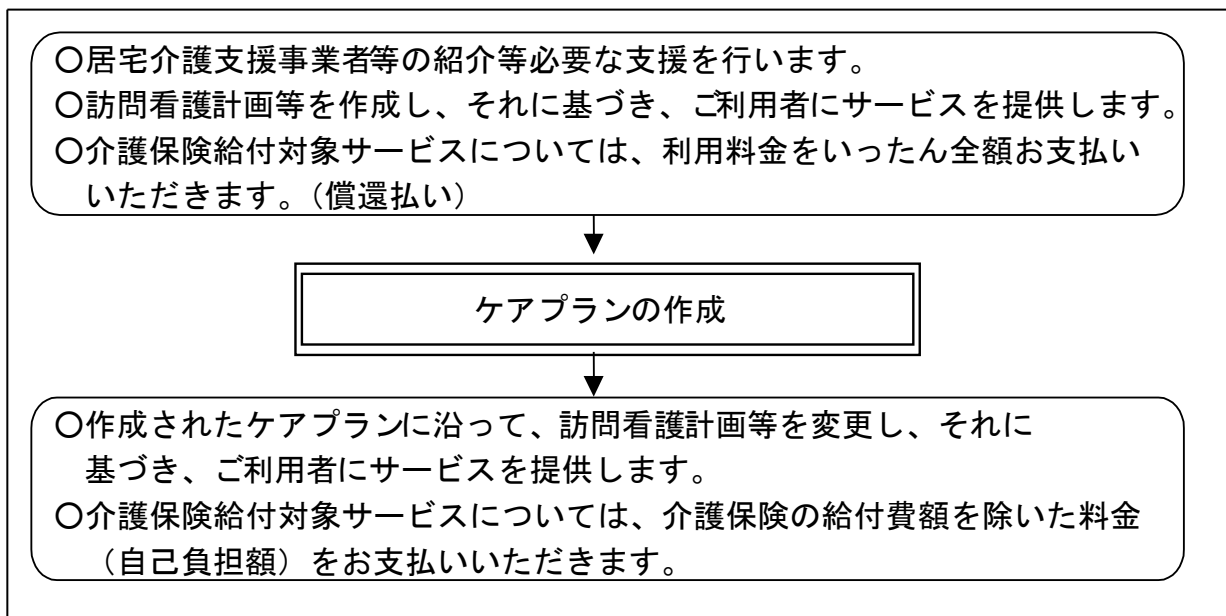 〇居宅介護支援事業者等の紹介等必要な支援を行います。
〇訪問看護計画等を作成し、それに基づき、ご利用者にサービスを提供します。
〇介護保険給付対象サービスについては、利用料金をいったん全額お支払い
いただきます。（償還払い）
ケアプランの作成
〇作成されたケアプランに沿って、訪問看護計画等を変更し、それに
基づき、ご利用者にサービスを提供します。
〇介護保険給付対象サービスについては、介護保険の給付費額を除いた料金
（自己負担額）をお支払いいただきます。